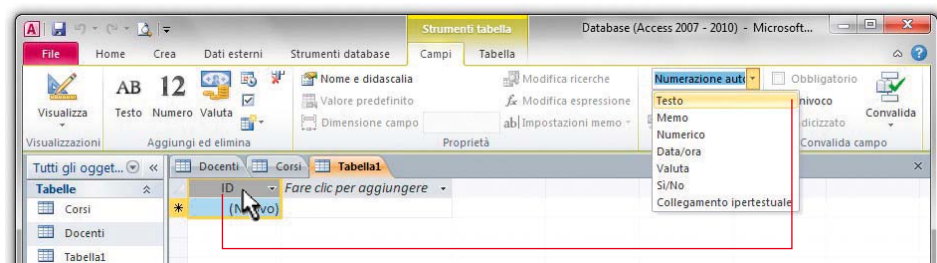 A Strumenti tabella Database (Access 2007 - 2010) - Microsoft...
File Home Crea Dati esterni Strumenti database Campi Tabella
Visualizza
AB Testo
12 Numero
Valuta
Nome e didascalia
Valore predefinito
Dimensione campo
Modifica ricerche
fx Modifica espressione
ab Impostazioni memo
Numerazione aut
Obbligatorio
Convalida
Visualizzazioni Aggiungi ed elimina Proprietà Convalida campo
Testo
Memo
Numerico
Data/ora
Valuta
Sì/No
Collegamento ipertestuale
Tutti gli ogget... « Docenti Corsi Tabella1
Tabelle
Corsi
Docenti
Tabella1
ID Fare clic per aggiungere